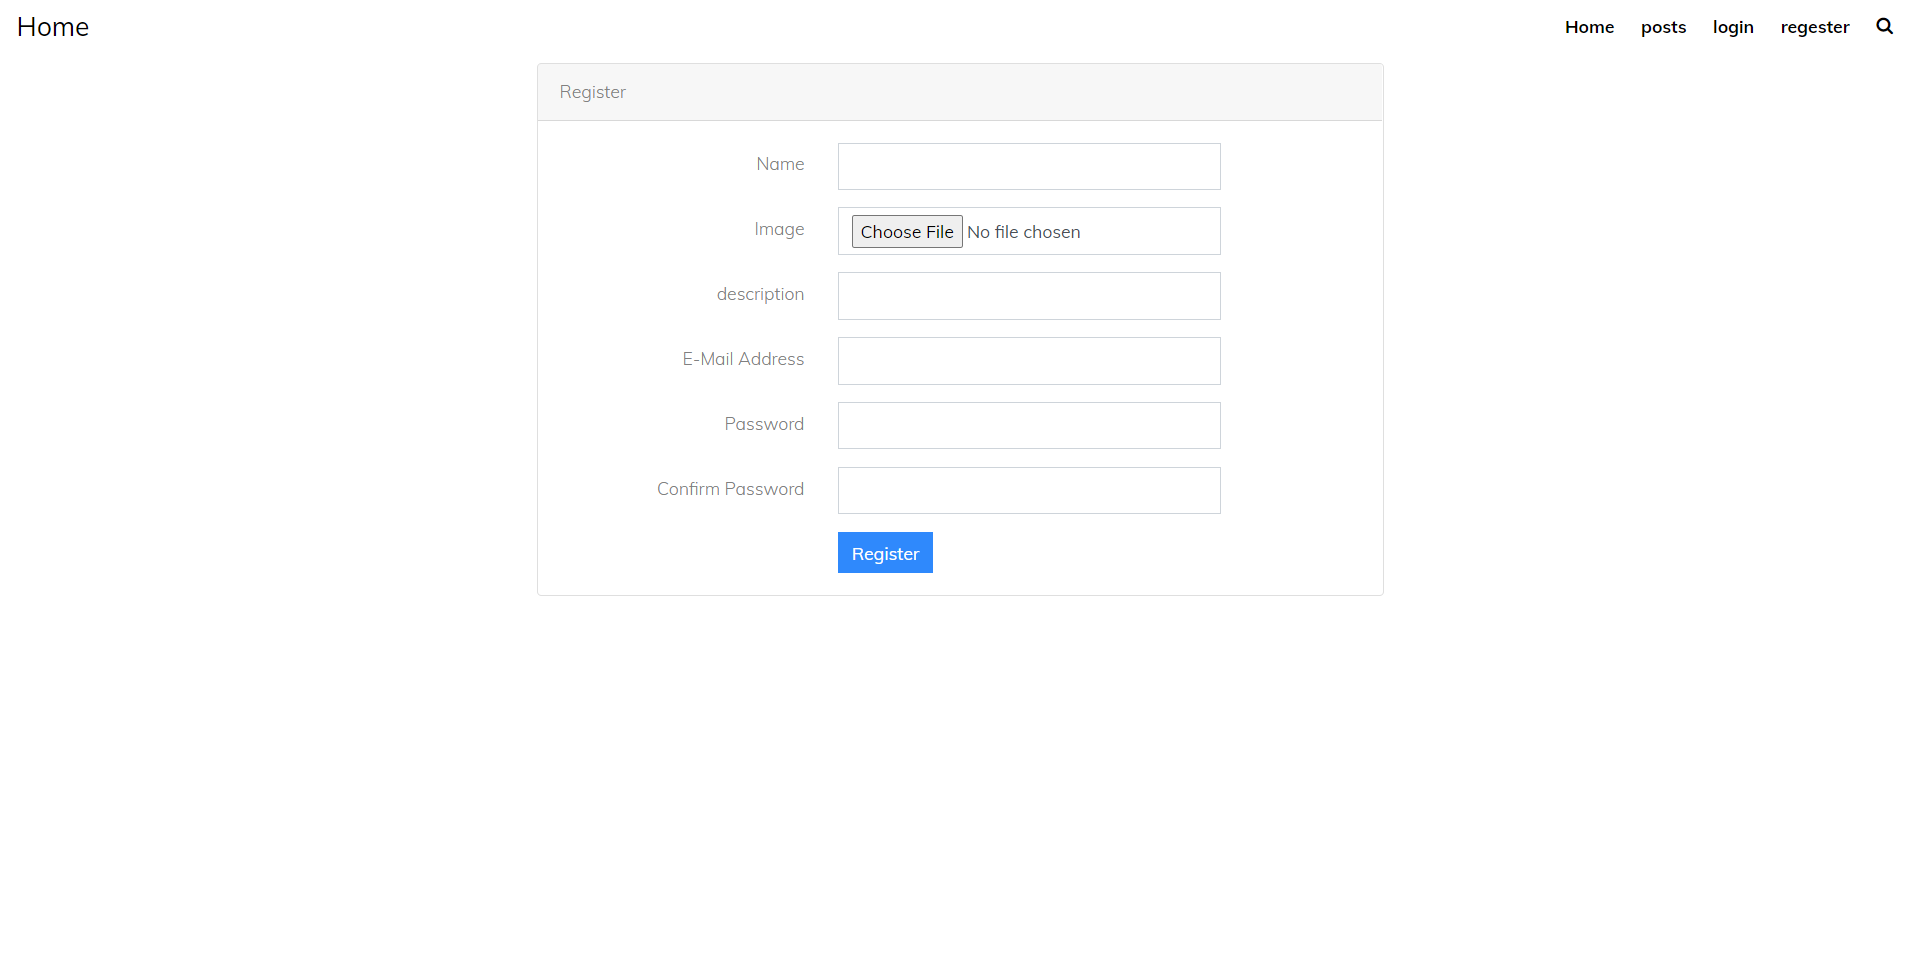 Home
Home posts login regester
Register
Name
Image Choose File No file chosen
description
E-Mail Address
Password
Confirm Password
Register